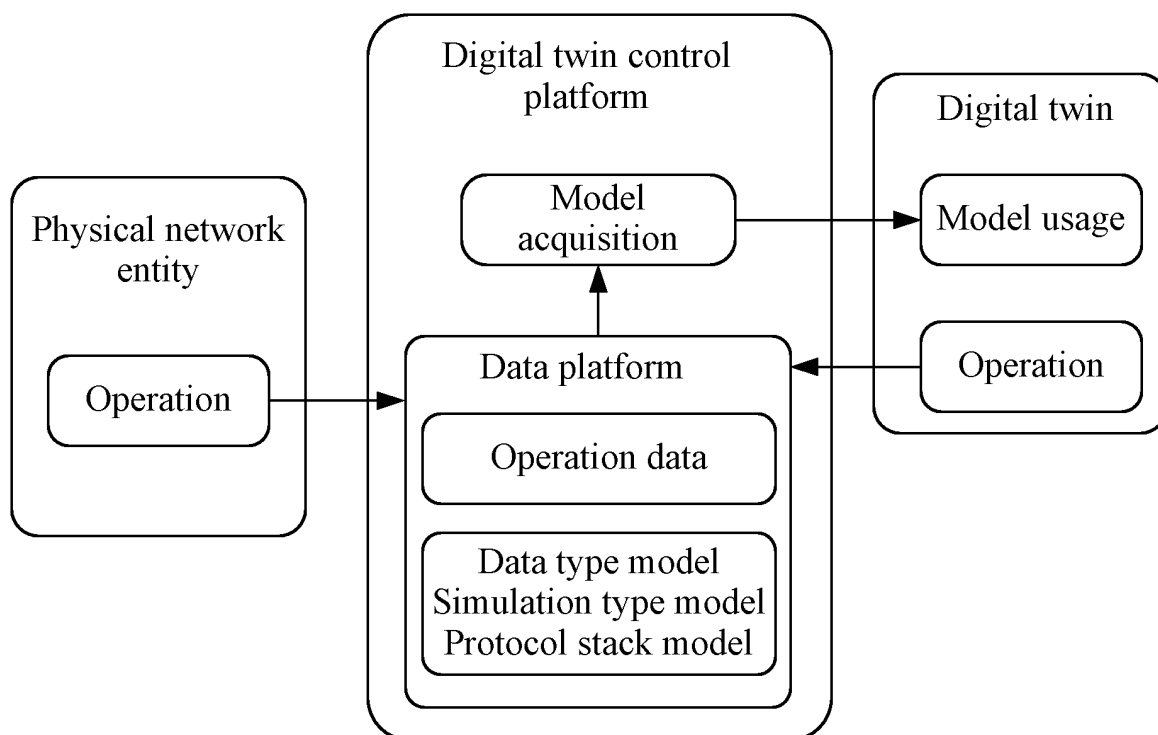 Physical network
entity
Operation
Digital twin control
platform
Model
acquisition
Data platform
Operation data
Data type model
Simulation type model
Protocol stack model
Digital twin
Model usage
Operation